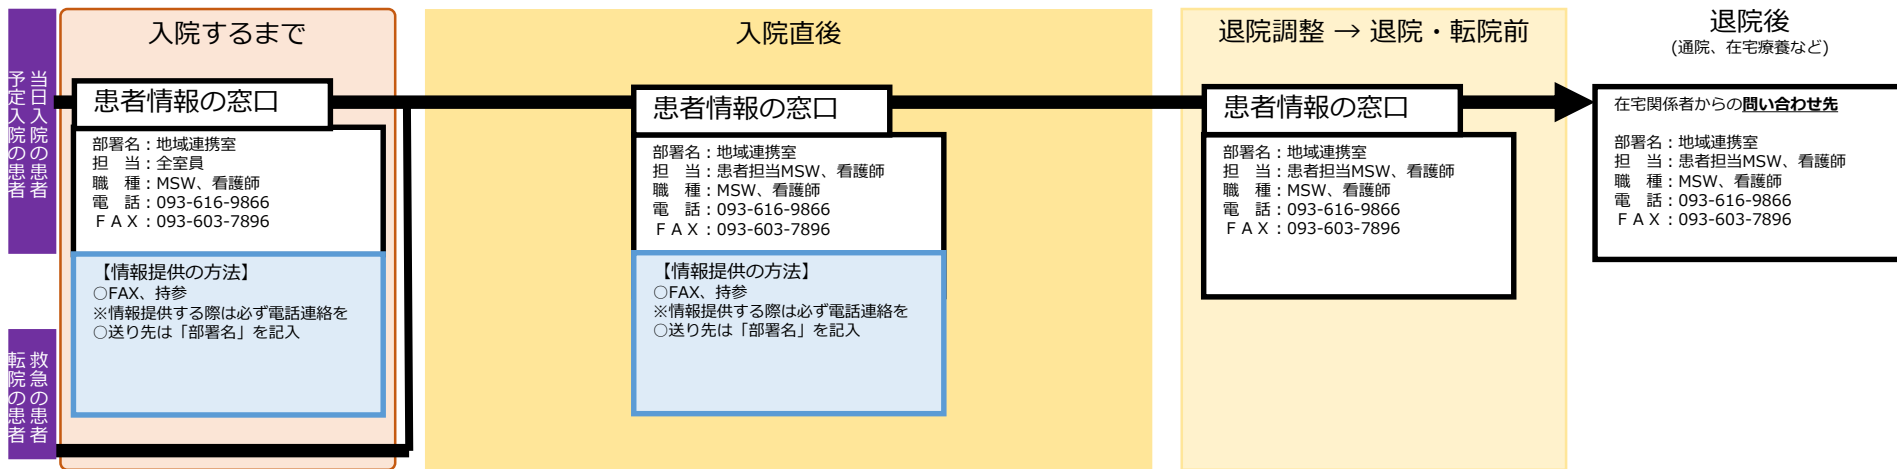 当日入院の患者
予定入院の患者
救急の患者
転院の患者
入院するまで
患者情報の窓口
部署名：地域連携室
担　当：全室員
職　種：MSW、看護師
電　話：093-616-9866
ＦＡＸ：093-603-7896
【情報提供の方法】
○FAX、持参
※情報提供する際は必ず電話連絡を
○送り先は「部署名」を記入
入院直後
患者情報の窓口
部署名：地域連携室
担　当：患者担当MSW、看護師
職　種：MSW、看護師
電　話：093-616-9866
ＦＡＸ：093-603-7896
【情報提供の方法】
○FAX、持参
※情報提供する際は必ず電話連絡を
○送り先は「部署名」を記入
退院調整 → 退院・転院前
患者情報の窓口
部署名：地域連携室
担　当：患者担当MSW、看護師
職　種：MSW、看護師
電　話：093-616-9866
ＦＡＸ：093-603-7896
退院後
(通院、在宅療養など)
在宅関係者からの問い合わせ先
部署名：地域連携室
担　当：患者担当MSW、看護師
職　種：MSW、看護師
電　話：093-616-9866
ＦＡＸ：093-603-7896